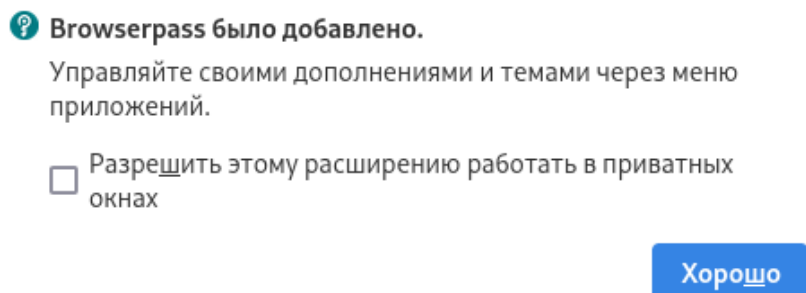 Browserpass было добавлено.
Управляйте своими дополнениями и темами через меню
приложений.
Разрешить этому расширению работать в приватных
окнах
Хорошо